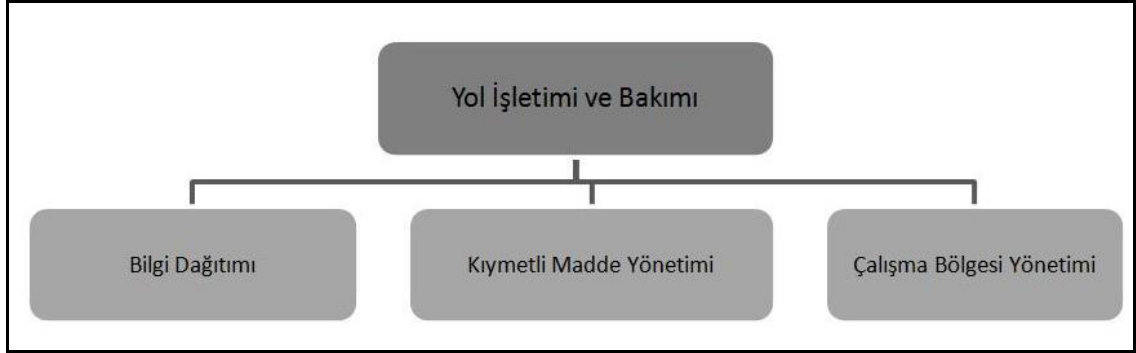 Yol İşletimi ve Bakımı
Bilgi Dağıtımı
Kıymetli Madde Yönetimi
Çalışma Bölgesi Yönetimi